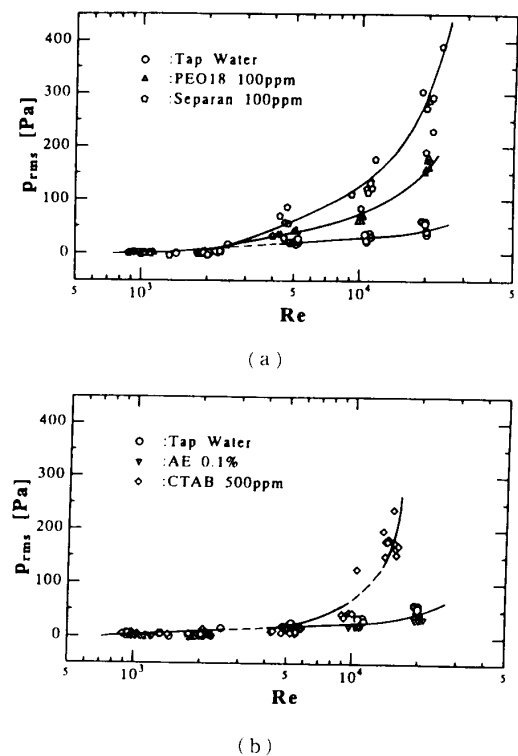 400
300
200
100
0
p_rms [Pa]
○ :Tap Water
▲ :PEO18 100ppm
⬠ :Separan 100ppm
5 10³ 5 10⁴ 5
Re
(a)
400
300
200
100
0
p_rms [Pa]
○ :Tap Water
▼ :AE 0.1%
◇ :CTAB 500ppm
5 10³ 5 10⁴ 5
Re
(b)